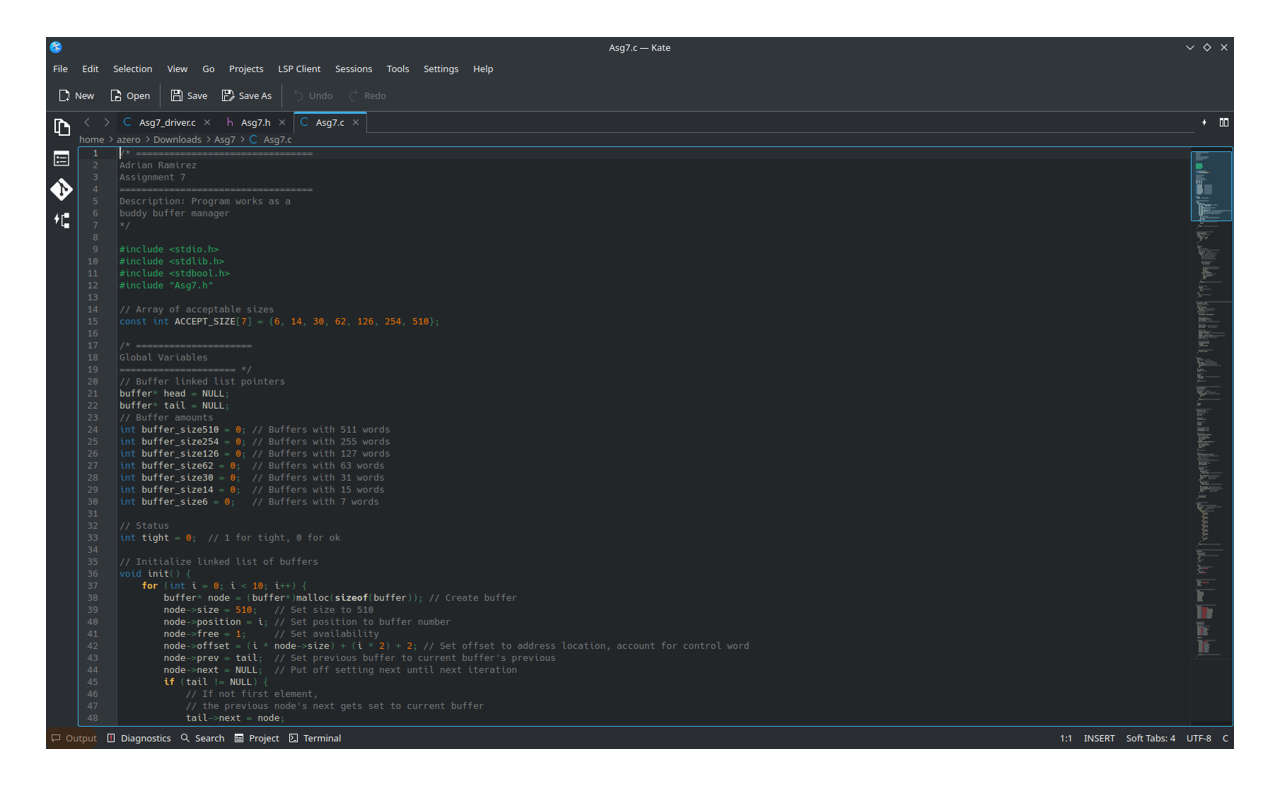 Asg7.c — Kate
File Edit Selection View Go Projects LSP Client Sessions Tools Settings Help
New Open Save Save As Undo Redo
Asg7_driver.c Asg7.h Asg7.c
home > azero > Downloads > Asg7 > Asg7.c
1 /* ================================
2 Adrian Ramirez
3 Assignment 7
4 ===================================
5 Description: Program works as a
6 buddy buffer manager
7 */
8
9 #include <stdio.h>
10 #include <stdlib.h>
11 #include <stdbool.h>
12 #include "Asg7.h"
13
14 // Array of acceptable sizes
15 const int ACCEPT_SIZE[7] = {6, 14, 30, 62, 126, 254, 510};
16
17 /* =====================
18 Global Variables
19 ===================== */
20 // Buffer linked list pointers
21 buffer* head = NULL;
22 buffer* tail = NULL;
23 // Buffer amounts
24 int buffer_size510 = 0; // Buffers with 511 words
25 int buffer_size254 = 0; // Buffers with 255 words
26 int buffer_size126 = 0; // Buffers with 127 words
27 int buffer_size62 = 0;  // Buffers with 63 words
28 int buffer_size30 = 0;  // Buffers with 31 words
29 int buffer_size14 = 0;  // Buffers with 15 words
30 int buffer_size6 = 0;   // Buffers with 7 words
31
32 // Status
33 int tight = 0;  // 1 for tight, 0 for ok
34
35 // Initialize linked list of buffers
36 void init() {
37     for (int i = 0; i < 10; i++) {
38         buffer* node = (buffer*)malloc(sizeof(buffer)); // Create buffer
39         node->size = 510;   // Set size to 510
40         node->position = i; // Set position to buffer number
41         node->free = 1;     // Set availability
42         node->offset = (i * node->size) + (i * 2) + 2; // Set offset to address location, account for control word
43         node->prev = tail;  // Set previous buffer to current buffer's previous
44         node->next = NULL;  // Put off setting next until next iteration
45         if (tail != NULL) {
46             // If not first element,
47             // the previous node's next gets set to current buffer
48             tail->next = node;
Output Diagnostics Search Project Terminal 1:1 INSERT Soft Tabs: 4 UTF-8 C